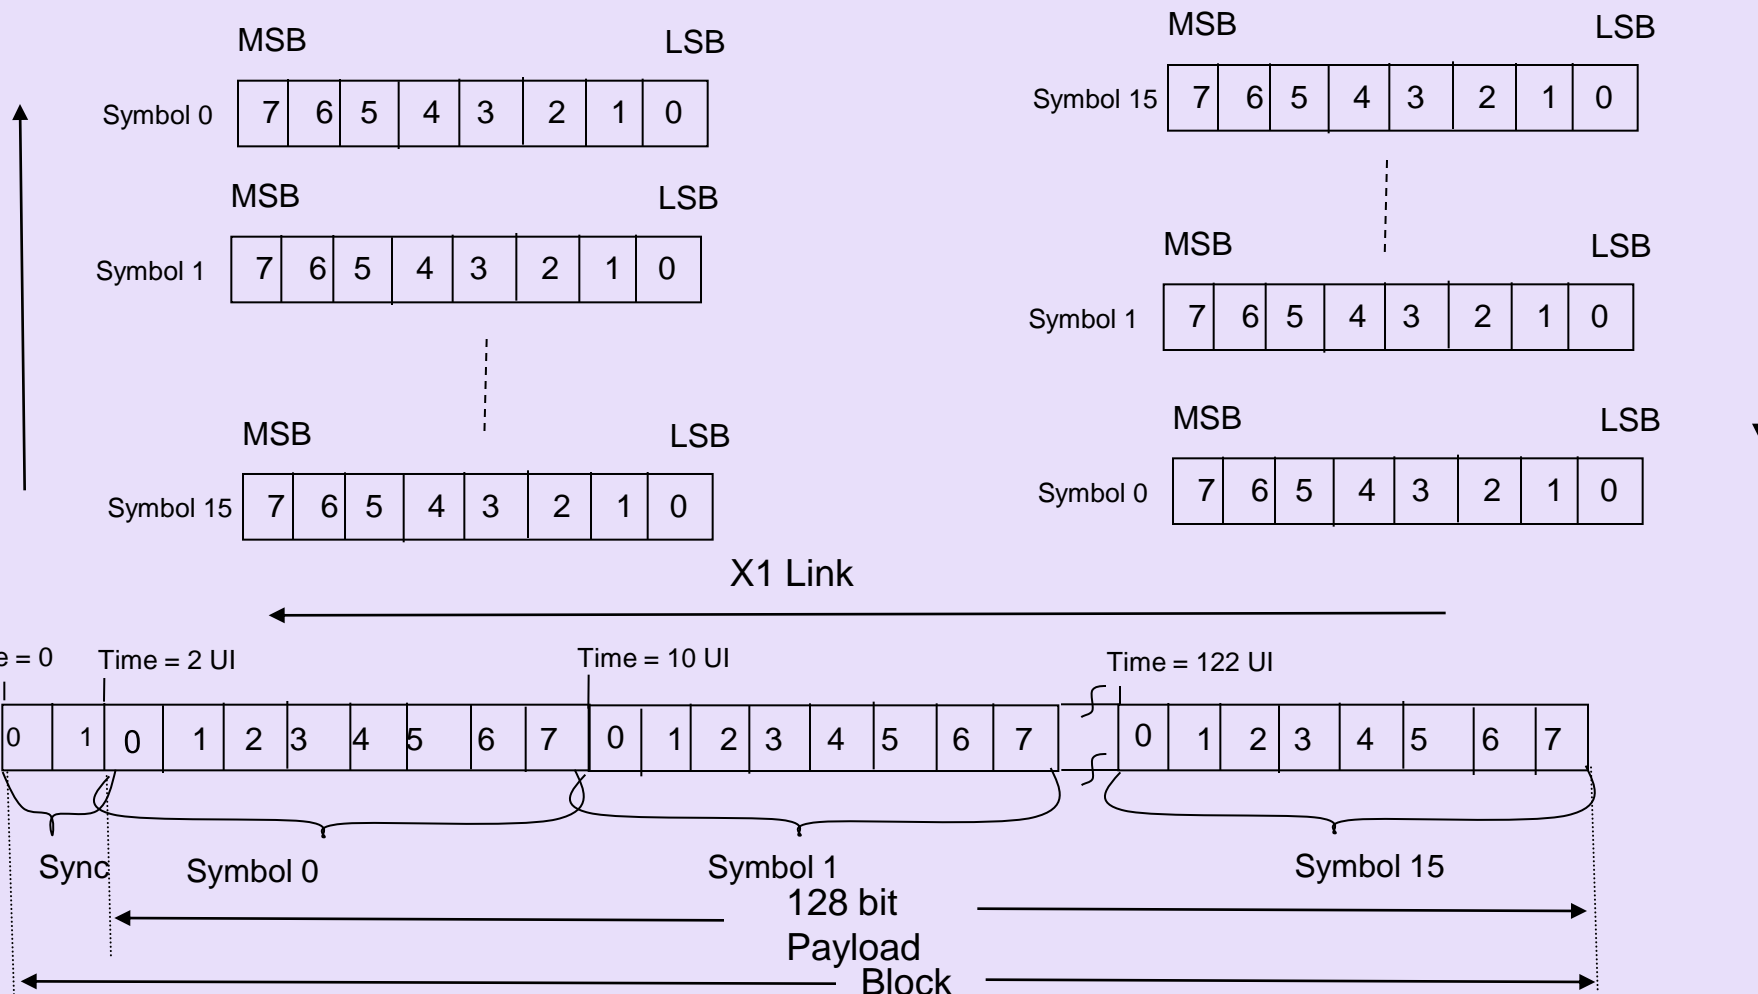 MSB LSB
Symbol 0 7 6 5 4 3 2 1 0
MSB LSB
Symbol 1 7 6 5 4 3 2 1 0
MSB LSB
Symbol 15 7 6 5 4 3 2 1 0
MSB LSB
Symbol 15 7 6 5 4 3 2 1 0
MSB LSB
Symbol 1 7 6 5 4 3 2 1 0
MSB LSB
Symbol 0 7 6 5 4 3 2 1 0
X1 Link
e = 0 Time = 2 UI Time = 10 UI Time = 122 UI
0 1 0 1 2 3 4 5 6 7 0 1 2 3 4 5 6 7 0 1 2 3 4 5 6 7
Sync Symbol 0 Symbol 1 Symbol 15
128 bit
Payload
Block